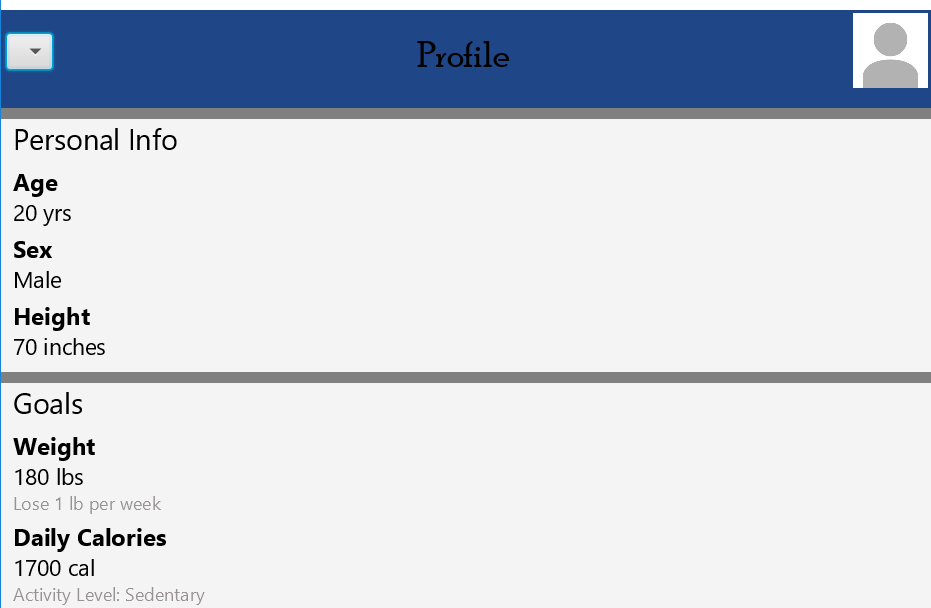 Profile
Personal Info
Age
20 yrs
Sex
Male
Height
70 inches
Goals
Weight
180 lbs
Lose 1 lb per week
Daily Calories
1700 cal
Activity Level: Sedentary